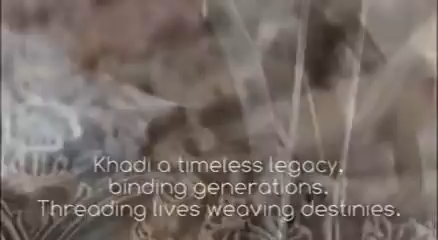 Khadi a timeless legacy,
binding generations.
Threading lives weaving destinies.